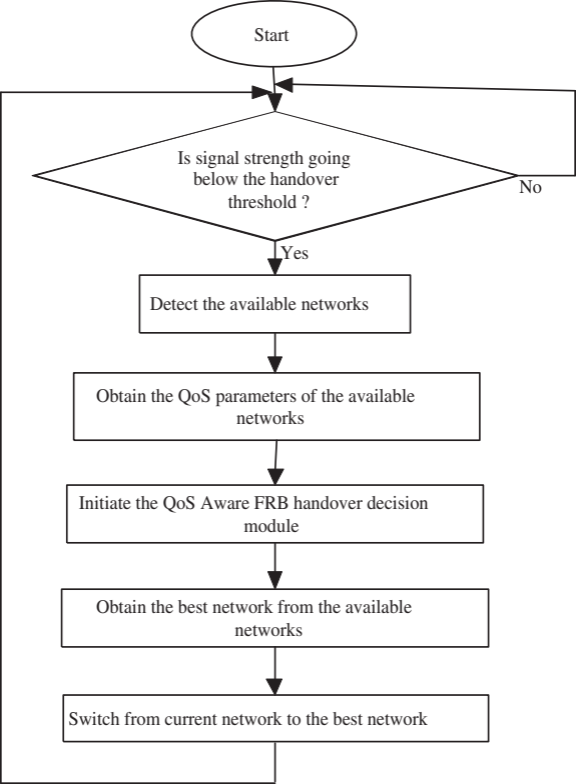 Start
Is signal strength going
below the handover
threshold ?
No
Yes
Detect the available networks
Obtain the QoS parameters of the available
networks
Initiate the QoS Aware FRB handover decision
module
Obtain the best network from the available
networks
Switch from current network to the best network